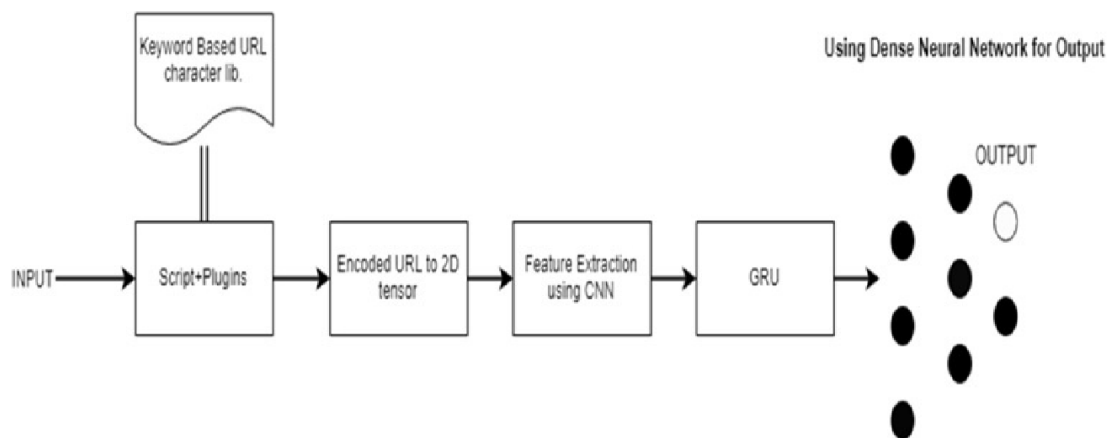 Keyword Based URL
character lib.
Using Dense Neural Network for Output
OUTPUT
INPUT
Script+Plugins
Encoded URL to 2D
tensor
Feature Extraction
using CNN
GRU